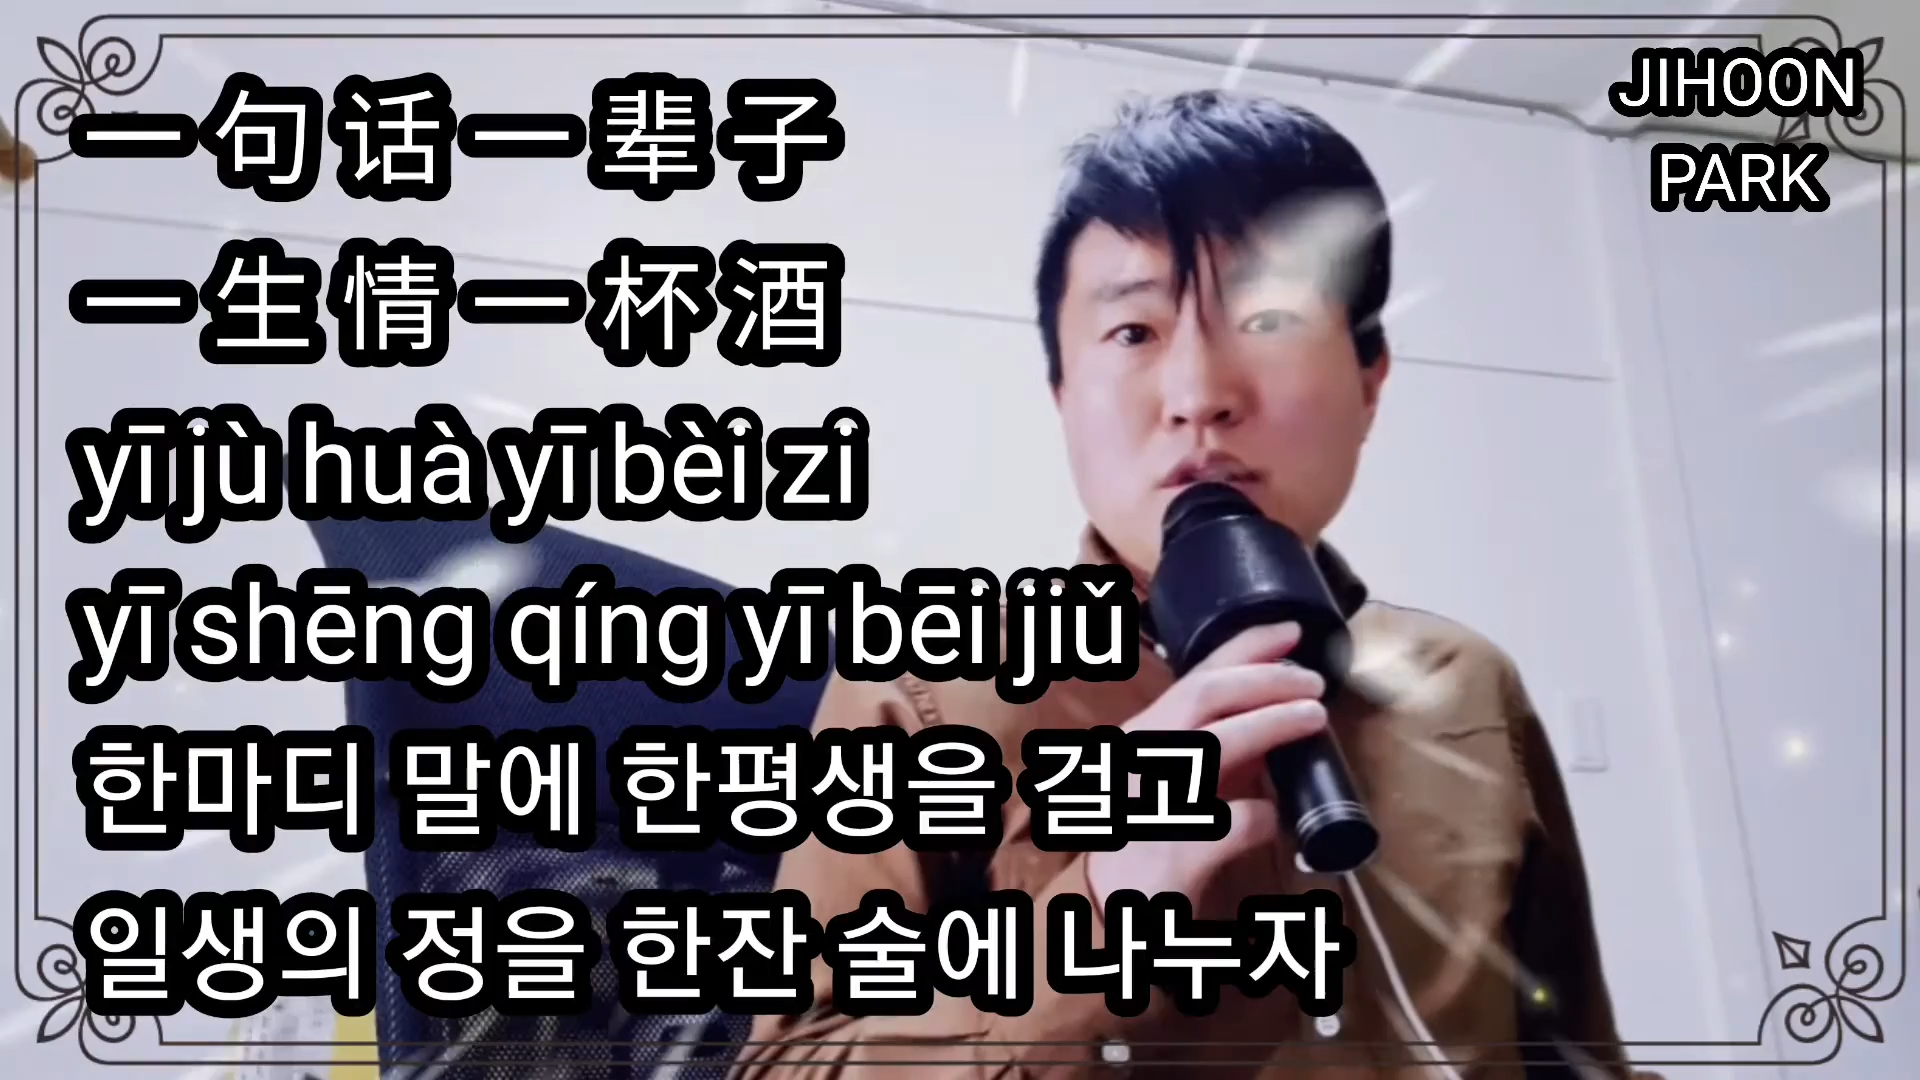 一句话一辈子
一生情一杯酒
yī jù huà yī bèi zi
yī shēng qíng yī bēi jiǔ
한마디 말에 한평생을 걸고
일생의 정을 한잔 술에 나누자
JIHOON
PARK